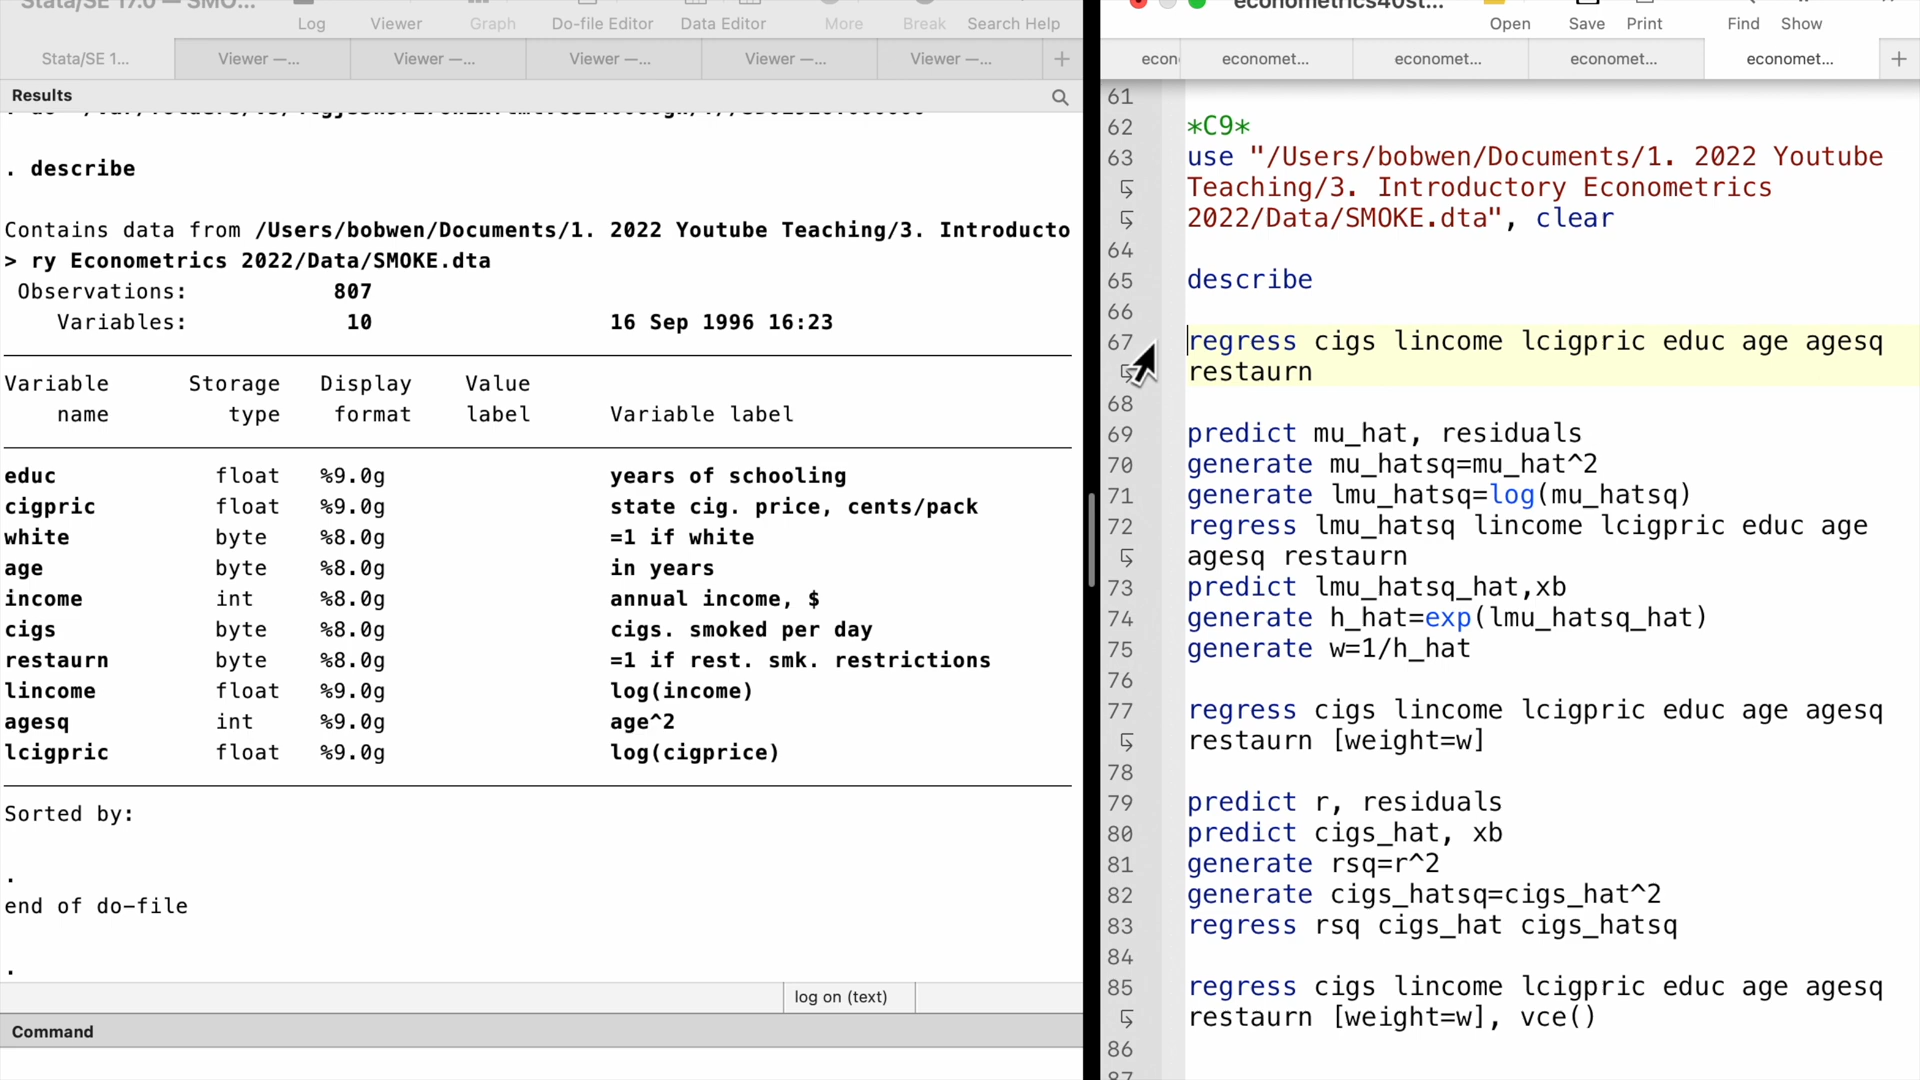 Stata/SE 17.0 — SMO...
Log
Viewer
Graph
Do-file Editor
Data Editor
More
Break
Search Help
Stata/SE 1...
Viewer —...
Viewer —...
Viewer —...
Viewer —...
Viewer —...
+
Results
. describe
Contains data from /Users/bobwen/Documents/1. 2022 Youtube Teaching/3. Introducto
> ry Econometrics 2022/Data/SMOKE.dta
Observations: 807
Variables: 10 16 Sep 1996 16:23
Variable Storage Display Value
name type format label Variable label
educ float %9.0g years of schooling
cigpric float %9.0g state cig. price, cents/pack
white byte %8.0g =1 if white
age byte %8.0g in years
income int %8.0g annual income, $
cigs byte %8.0g cigs. smoked per day
restaurn byte %8.0g =1 if rest. smk. restrictions
lincome float %9.0g log(income)
agesq int %9.0g age^2
lcigpric float %9.0g log(cigprice)
Sorted by:
.
end of do-file
.
log on (text)
Command
econometrics40st...
Open
Save
Print
Find
Show
econ
economet...
economet...
economet...
economet...
+
61
62 *C9*
63 use "/Users/bobwen/Documents/1. 2022 Youtube
Teaching/3. Introductory Econometrics
2022/Data/SMOKE.dta", clear
64
65 describe
66
67 regress cigs lincome lcigpric educ age agesq
restaurn
68
69 predict mu_hat, residuals
70 generate mu_hatsq=mu_hat^2
71 generate lmu_hatsq=log(mu_hatsq)
72 regress lmu_hatsq lincome lcigpric educ age
agesq restaurn
73 predict lmu_hatsq_hat,xb
74 generate h_hat=exp(lmu_hatsq_hat)
75 generate w=1/h_hat
76
77 regress cigs lincome lcigpric educ age agesq
restaurn [weight=w]
78
79 predict r, residuals
80 predict cigs_hat, xb
81 generate rsq=r^2
82 generate cigs_hatsq=cigs_hat^2
83 regress rsq cigs_hat cigs_hatsq
84
85 regress cigs lincome lcigpric educ age agesq
restaurn [weight=w], vce()
86
87